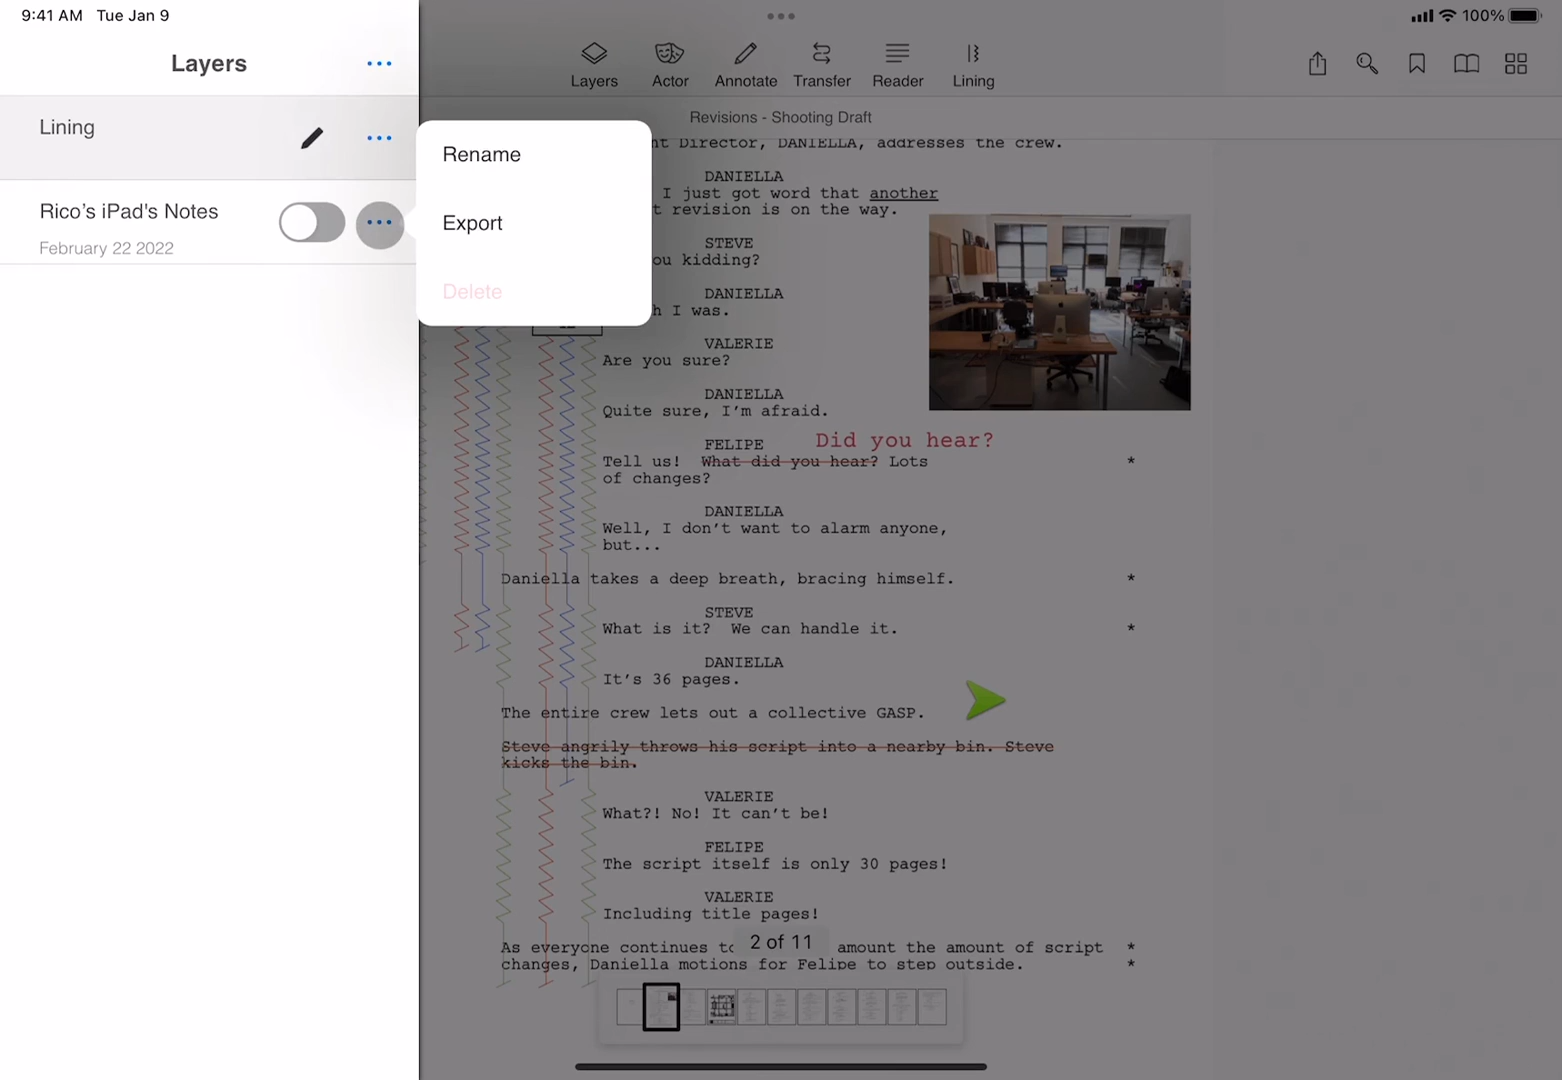 9:41 AM Tue Jan 9
100%
Layers
Layers
Actor
Annotate
Transfer
Reader
Lining
Revisions - Shooting Draft
Lining
Rico’s iPad's Notes
February 22 2022
Rename
Export
Delete
Director, DANIELLA, addresses the crew.
DANIELLA
I just got word that another
revision is on the way.
STEVE
kidding?
DANIELLA
I was.
VALERIE
Are you sure?
DANIELLA
Quite sure, I’m afraid.
FELIPE
Did you hear?
Tell us! What did you hear? Lots *
of changes?
DANIELLA
Well, I don’t want to alarm anyone,
but...
Daniella takes a deep breath, bracing himself. *
STEVE
What is it? We can handle it. *
DANIELLA
It’s 36 pages.
The entire crew lets out a collective GASP.
Steve angrily throws his script into a nearby bin. Steve
kicks the bin.
VALERIE
What?! No! It can’t be!
FELIPE
The script itself is only 30 pages!
VALERIE
Including title pages!
2 of 11
As everyone continues to amount the amount of script *
changes, Daniella motions for Felipe to step outside. *